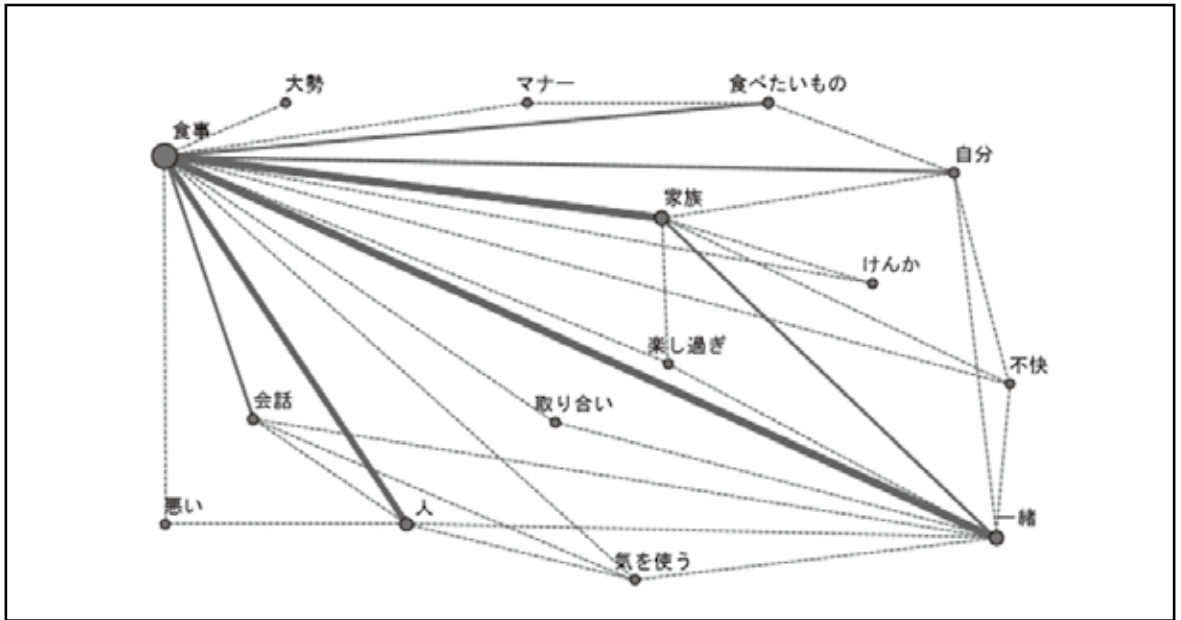 大勢
マナー
食べたいもの
食事
自分
家族
けんか
楽し過ぎ
不快
会話
取り合い
悪い
人
一緒
気を使う